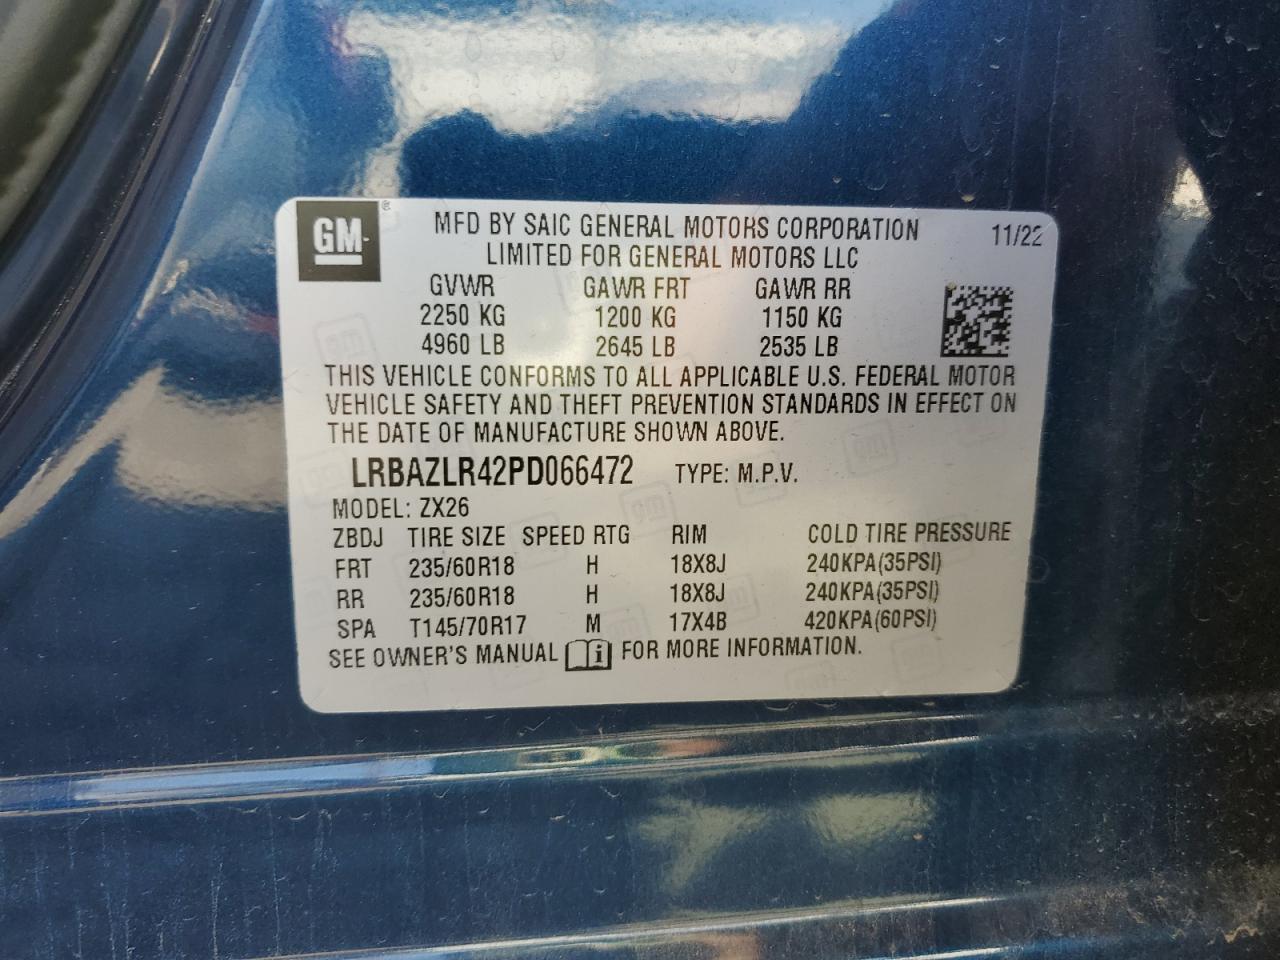 GM ® MFD BY SAIC GENERAL MOTORS CORPORATION 11/22
LIMITED FOR GENERAL MOTORS LLC
GVWR GAWR FRT GAWR RR
2250 KG 1200 KG 1150 KG
4960 LB 2645 LB 2535 LB
THIS VEHICLE CONFORMS TO ALL APPLICABLE U.S. FEDERAL MOTOR
VEHICLE SAFETY AND THEFT PREVENTION STANDARDS IN EFFECT ON
THE DATE OF MANUFACTURE SHOWN ABOVE.
LRBAZLR42PD066472 TYPE: M.P.V.
MODEL: ZX26
ZBDJ TIRE SIZE SPEED RTG RIM COLD TIRE PRESSURE
FRT 235/60R18 H 18X8J 240KPA(35PSI)
RR 235/60R18 H 18X8J 240KPA(35PSI)
SPA T145/70R17 M 17X4B 420KPA(60PSI)
SEE OWNER'S MANUAL i FOR MORE INFORMATION.